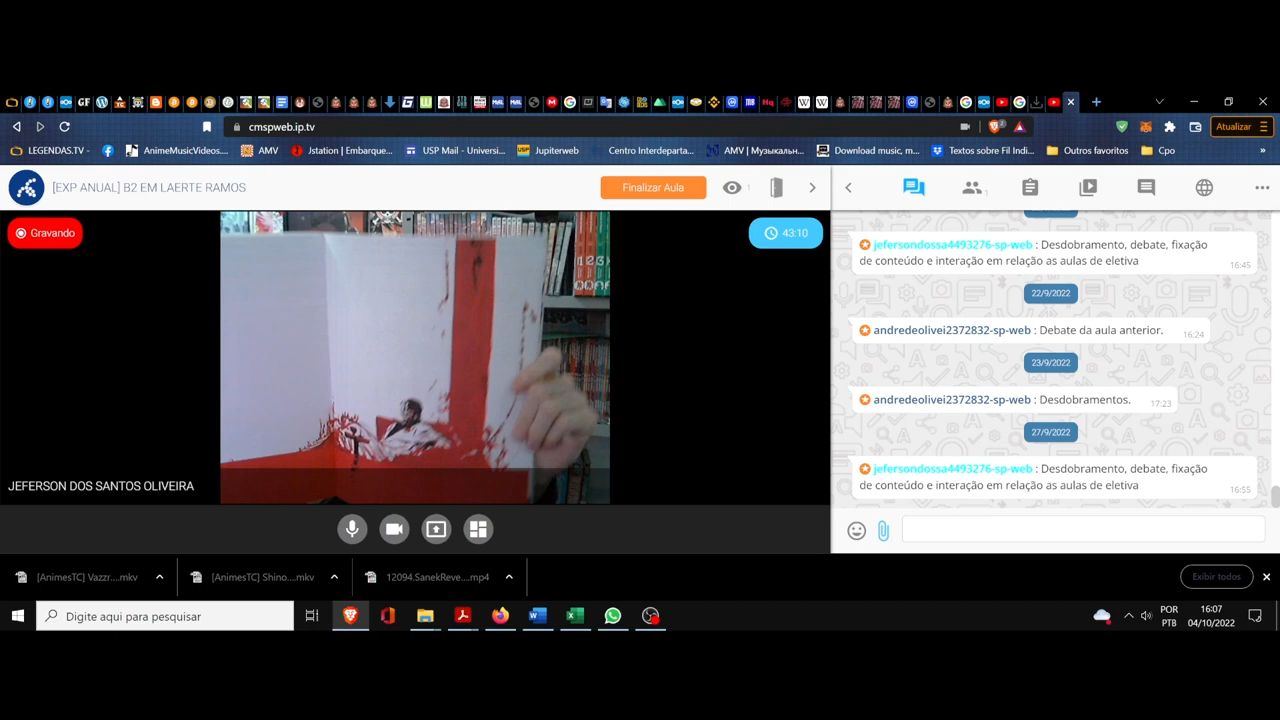 cmspweb.ip.tv
Atualizar
LEGENDAS.TV -
AnimeMusicVideos...
AMV
Jstation | Embarque...
USP Mail - Universi...
Jupiterweb
Centro Interdeparta...
AMV | Музыкальн...
Download music, m...
Textos sobre Fil Indi...
Outros favoritos
Cpo
[EXP ANUAL] B2 EM LAERTE RAMOS
Finalizar Aula
1
1
Gravando
43:10
JEFERSON DOS SANTOS OLIVEIRA
jefersondossa4493276-sp-web : Desdobramento, debate, fixação
de conteúdo e interação em relação as aulas de eletiva
16:45
22/9/2022
andredeolivei2372832-sp-web : Debate da aula anterior.
16:24
23/9/2022
andredeolivei2372832-sp-web : Desdobramentos.
17:23
27/9/2022
jefersondossa4493276-sp-web : Desdobramento, debate, fixação
de conteúdo e interação em relação as aulas de eletiva
16:55
[AnimesTC] Vazzr....mkv
[AnimesTC] Shino....mkv
12094.SanekReve....mp4
Exibir todos
Digite aqui para pesquisar
POR
PTB
16:07
04/10/2022